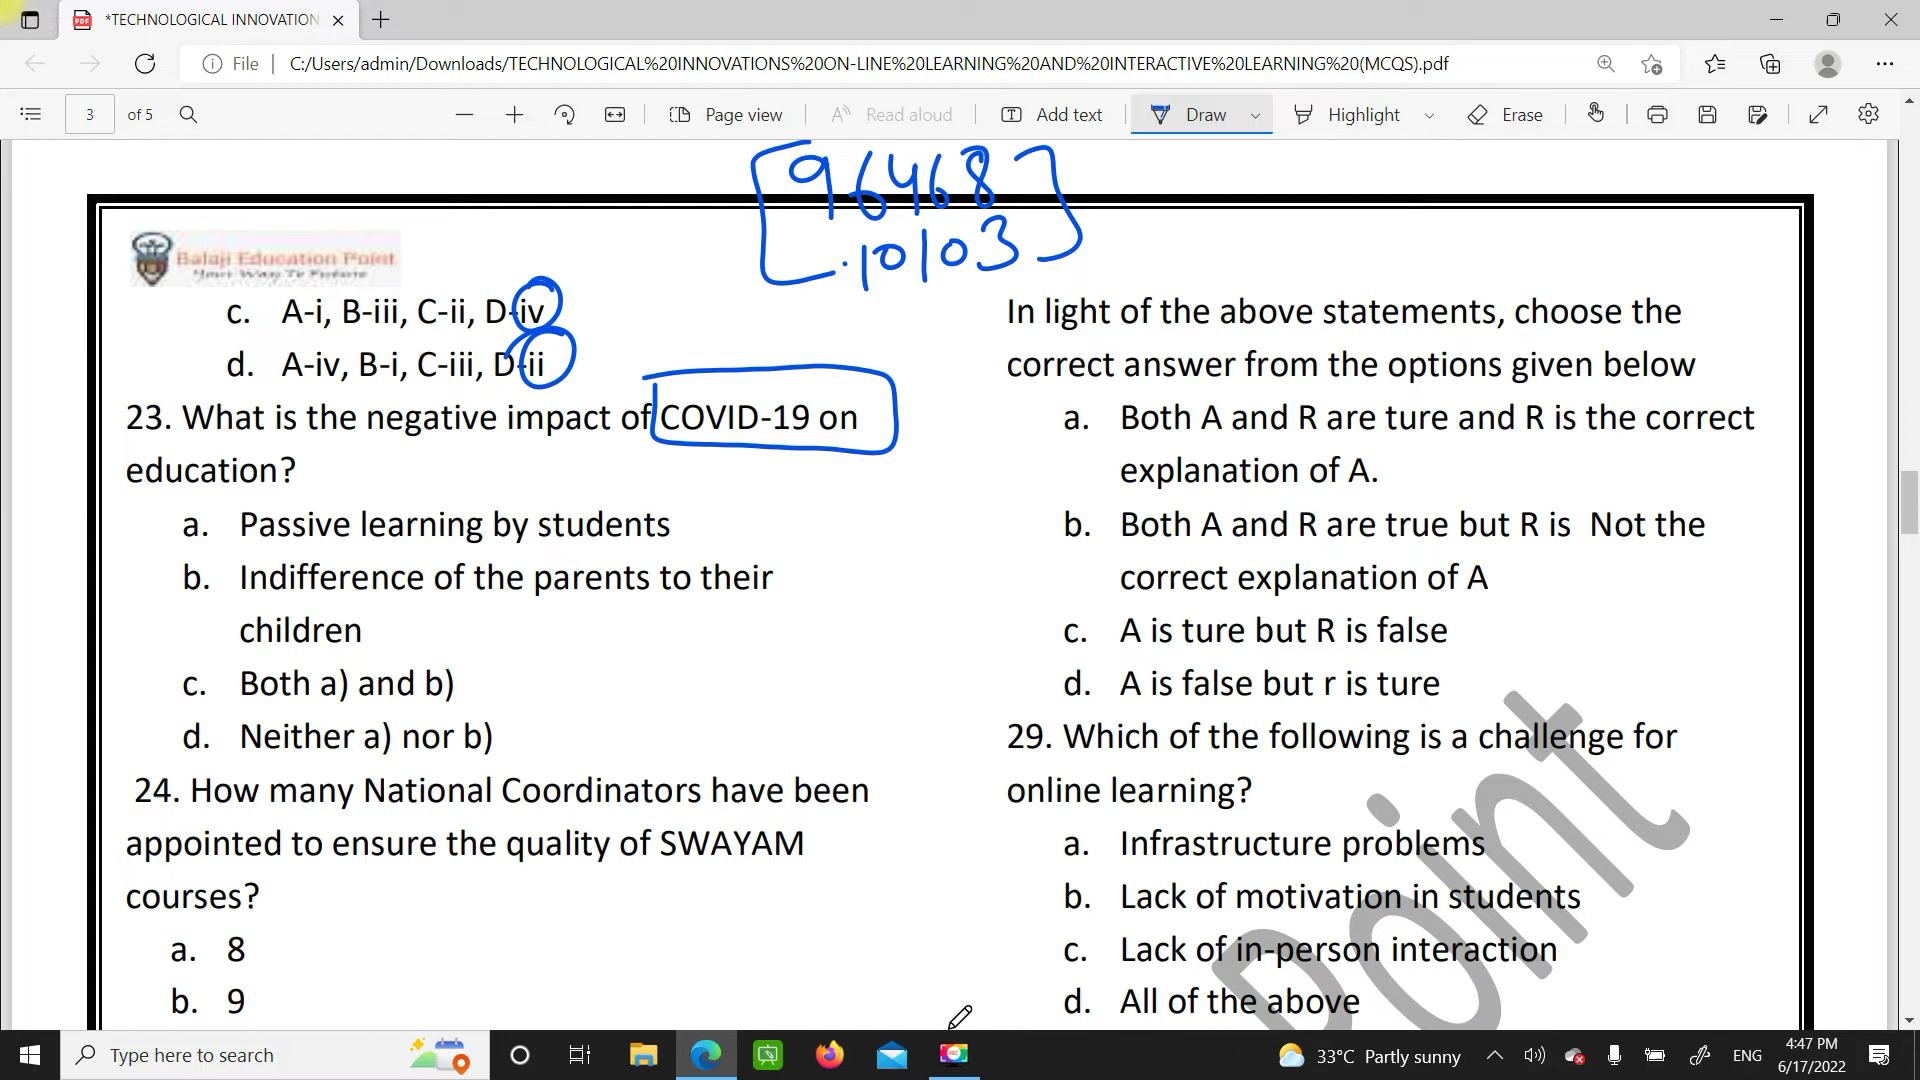 *TECHNOLOGICAL INNOVATION
File
C:/Users/admin/Downloads/TECHNOLOGICAL%20INNOVATIONS%20ON-LINE%20LEARNING%20AND%20INTERACTIVE%20LEARNING%20(MCQS).pdf
3 of 5
Page view
Read aloud
Add text
Draw
Highlight
Erase
96468
.10103
Balaji Education Point
c. A-i, B-iii, C-ii, D-iv
d. A-iv, B-i, C-iii, D-ii
23. What is the negative impact of COVID-19 on
education?
a. Passive learning by students
b. Indifference of the parents to their
children
c. Both a) and b)
d. Neither a) nor b)
24. How many National Coordinators have been
appointed to ensure the quality of SWAYAM
courses?
a. 8
b. 9
In light of the above statements, choose the
correct answer from the options given below
a. Both A and R are ture and R is the correct
explanation of A.
b. Both A and R are true but R is Not the
correct explanation of A
c. A is ture but R is false
d. A is false but r is ture
29. Which of the following is a challenge for
online learning?
a. Infrastructure problems
b. Lack of motivation in students
c. Lack of in-person interaction
d. All of the above
Point
Type here to search
33°C Partly sunny
ENG
4:47 PM
6/17/2022